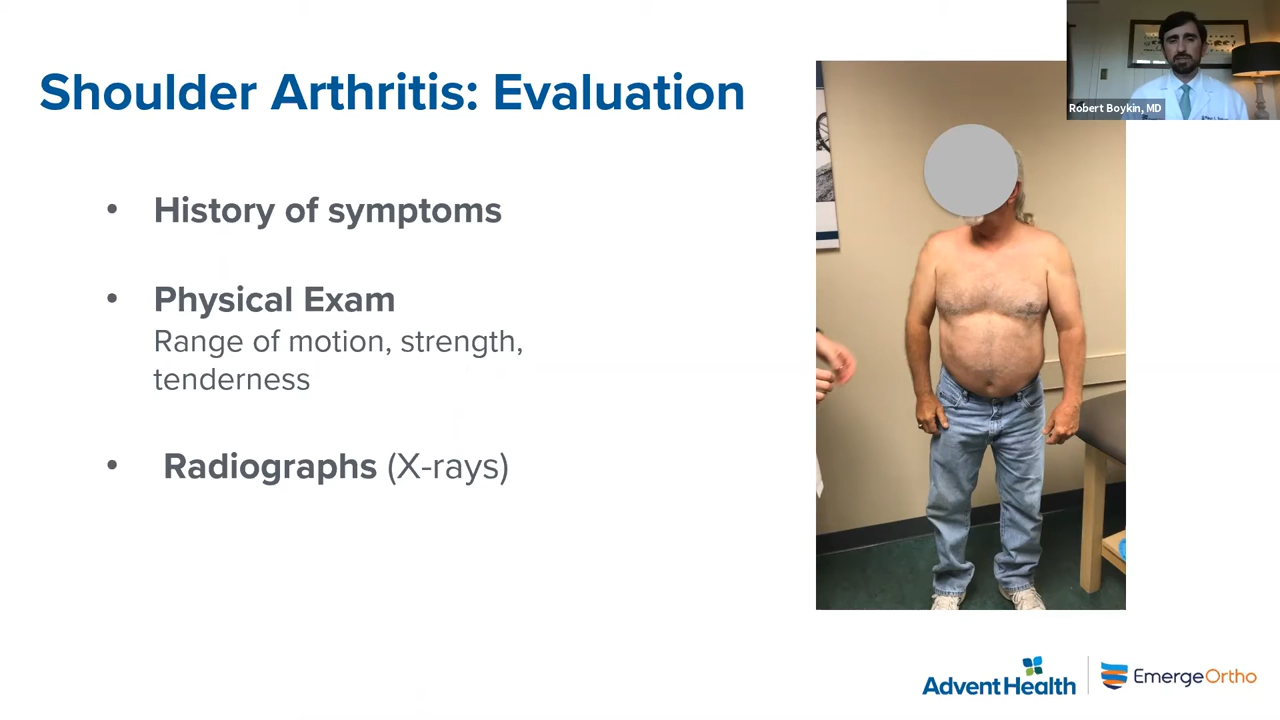 Robert Boykin, MD
Shoulder Arthritis: Evaluation
• History of symptoms
• Physical Exam
Range of motion, strength,
tenderness
• Radiographs (X-rays)
AdventHealth
EmergeOrtho